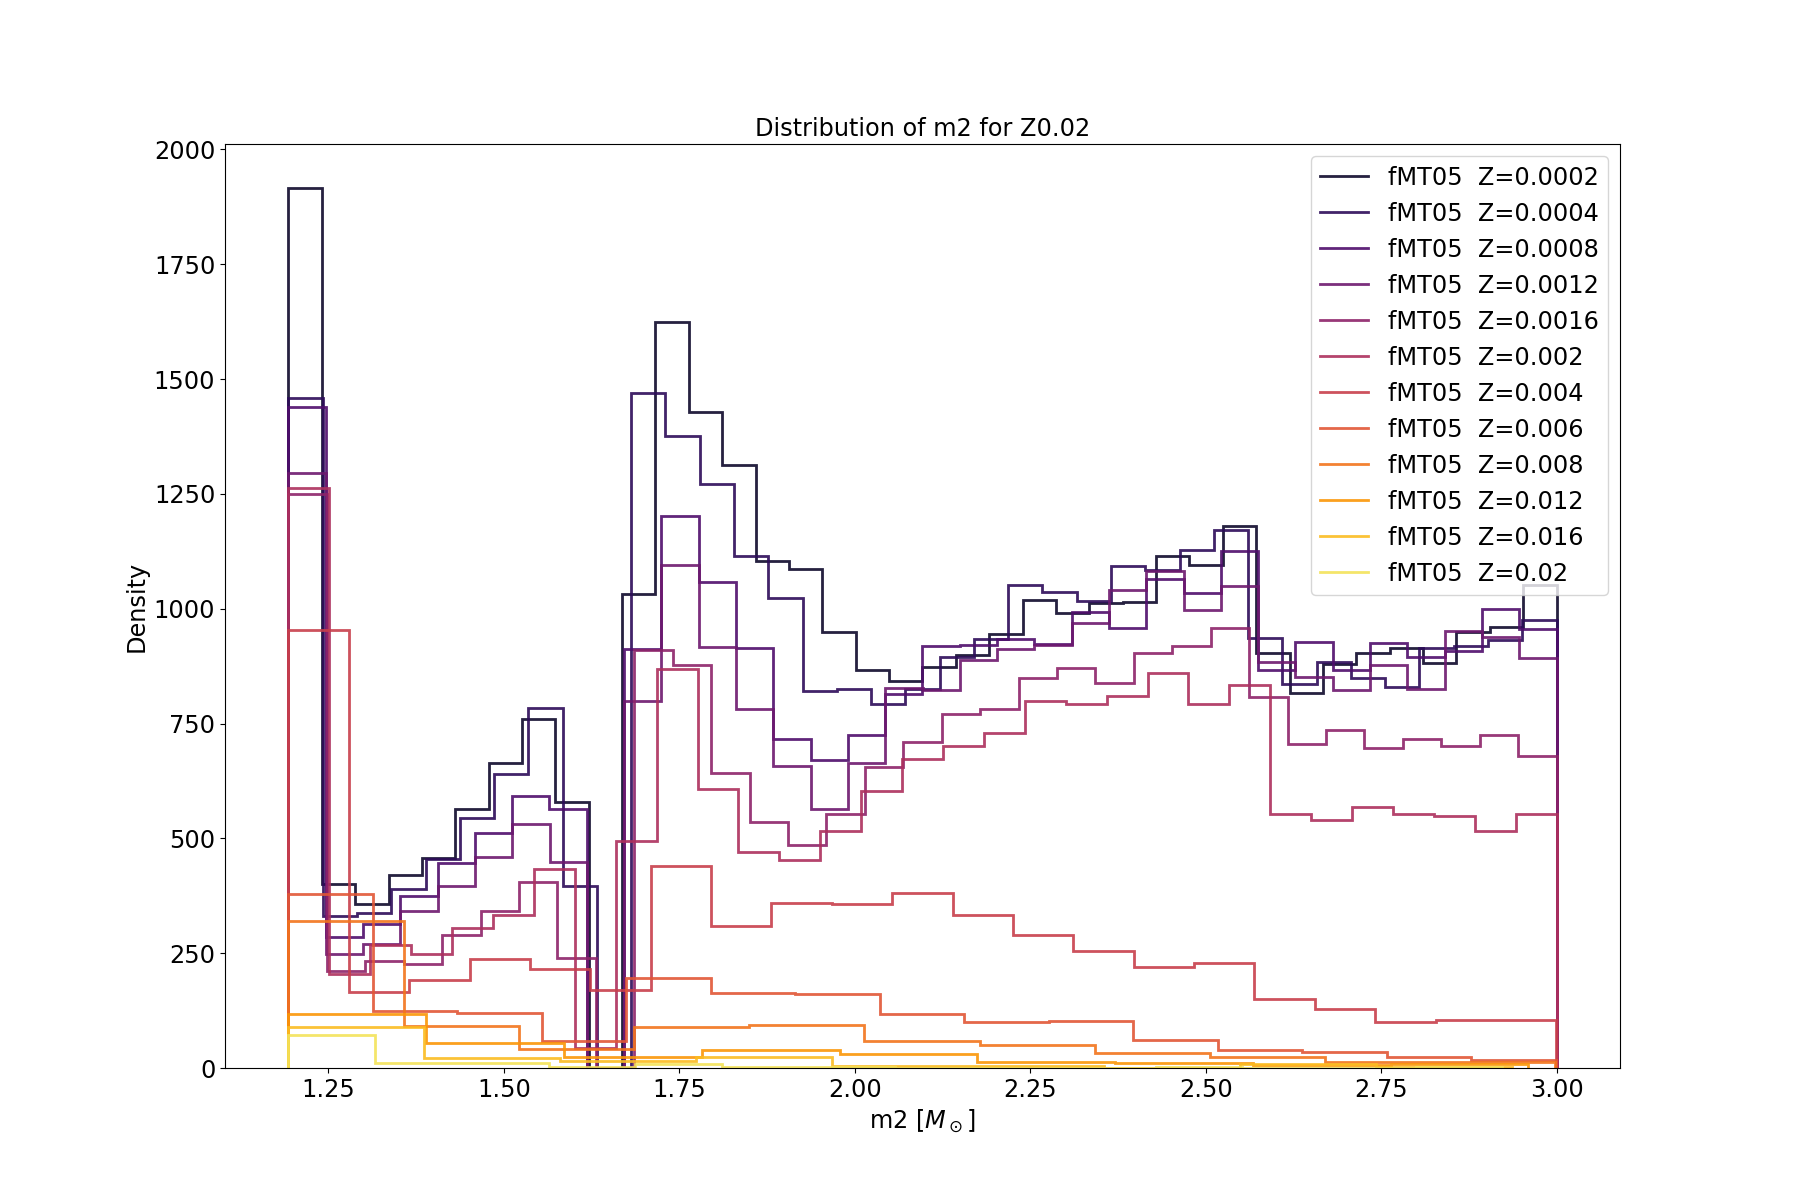 Distribution of m2 for Z0.02
2000
1750
1500
1250
1000
750
500
250
0
Density
1.25 1.50 1.75 2.00 2.25 2.50 2.75 3.00
m2 [M_⊙]
fMT05 Z=0.0002
fMT05 Z=0.0004
fMT05 Z=0.0008
fMT05 Z=0.0012
fMT05 Z=0.0016
fMT05 Z=0.002
fMT05 Z=0.004
fMT05 Z=0.006
fMT05 Z=0.008
fMT05 Z=0.012
fMT05 Z=0.016
fMT05 Z=0.02